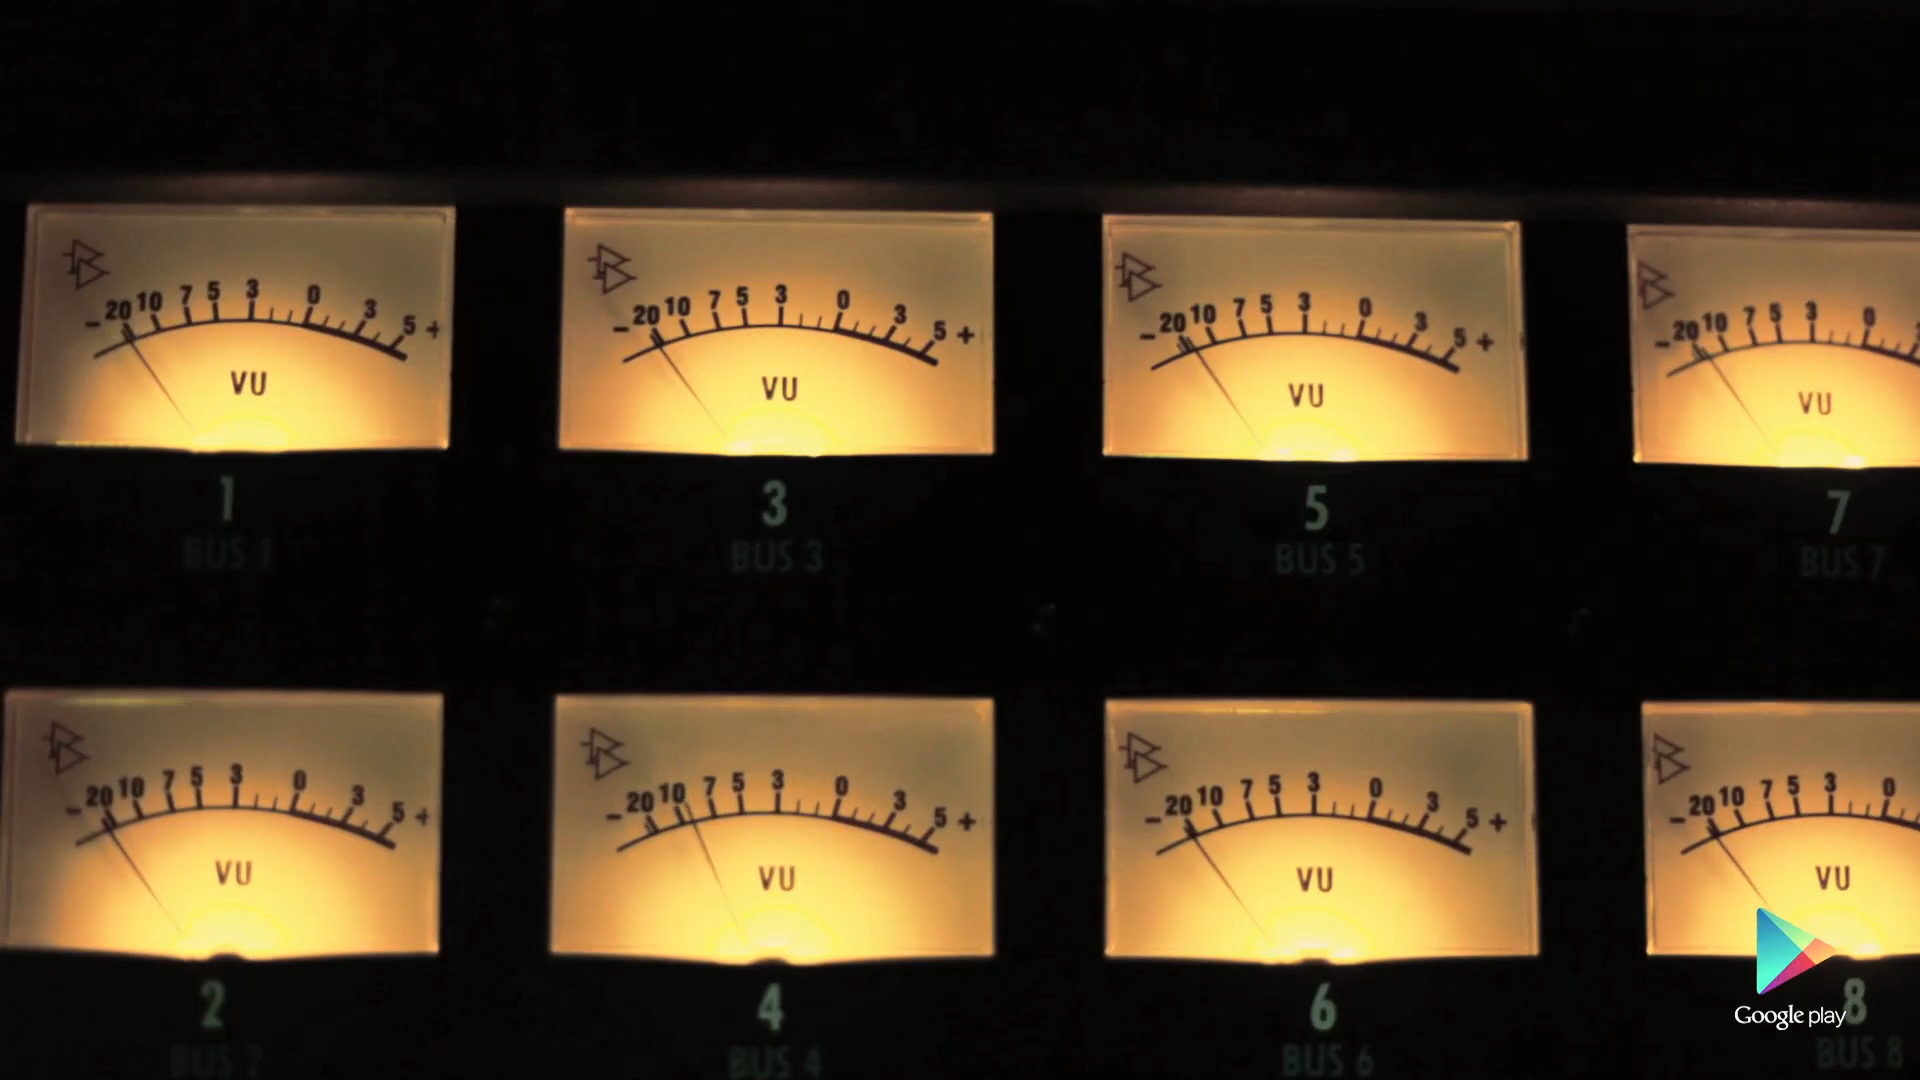 - 20 10 7 5 3 0 3 5 +
VU
- 20 10 7 5 3 0 3 5 +
VU
- 20 10 7 5 3 0 3 5 +
VU
- 20 10 7 5 3 0
VU
1
BUS 1
3
BUS 3
5
BUS 5
7
BUS 7
- 20 10 7 5 3 0 3 5 +
VU
- 20 10 7 5 3 0 3 5 +
VU
- 20 10 7 5 3 0 3 5 +
VU
- 20 10 7 5 3 0
VU
2
BUS 2
4
BUS 4
6
BUS 6
8
BUS 8
Google play